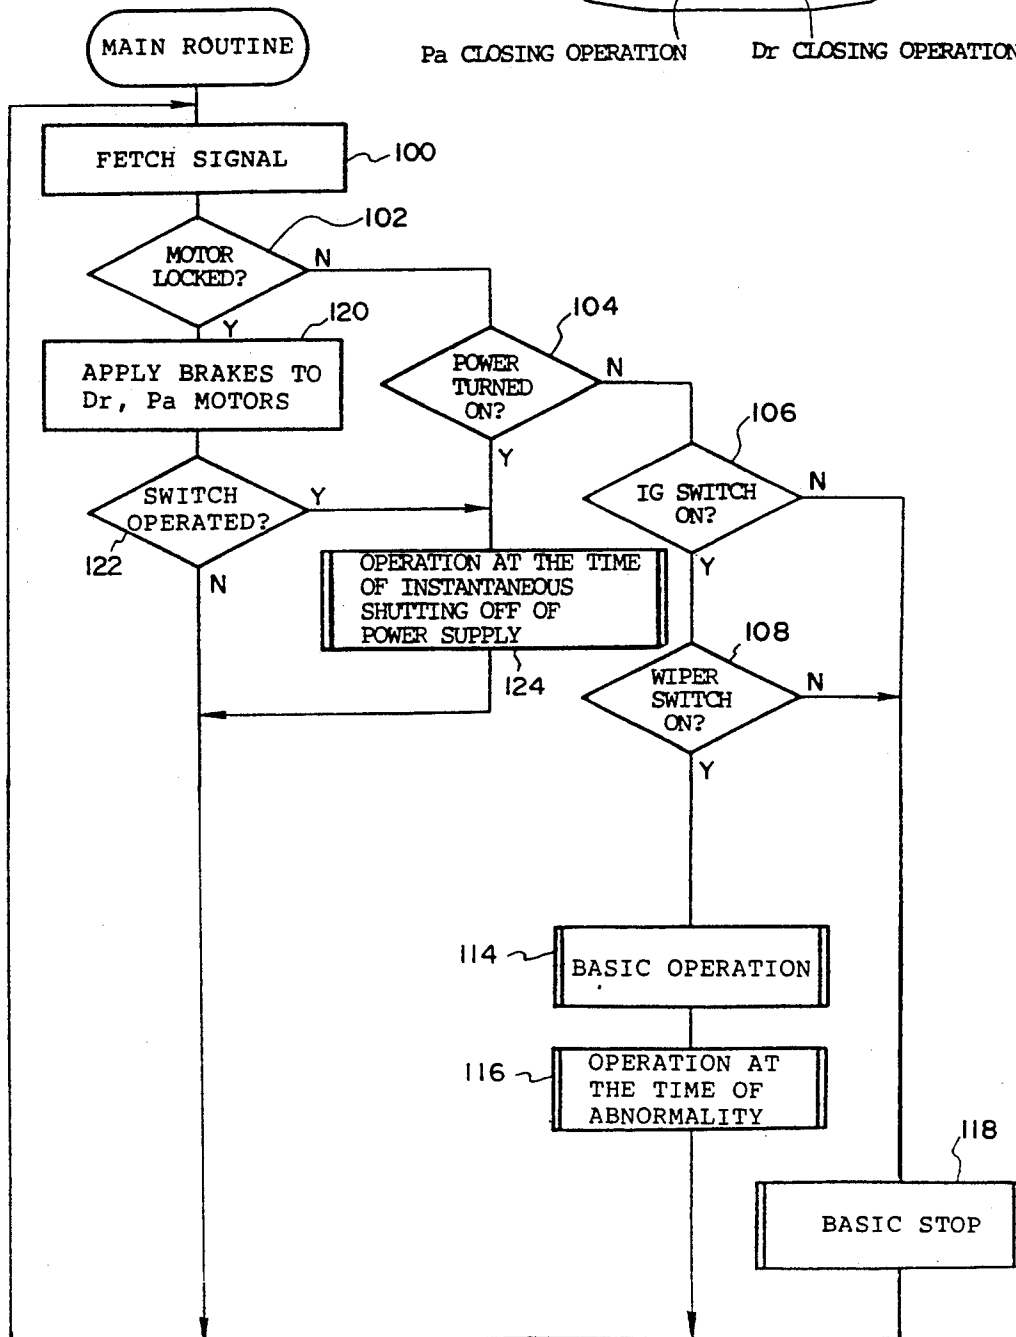 Pa CLOSING OPERATION
Dr CLOSING OPERATION
MAIN ROUTINE
FETCH SIGNAL
100
102
MOTOR
LOCKED?
N
Y
120
APPLY BRAKES TO
Dr, Pa MOTORS
104
POWER
TURNED
ON?
N
Y
106
IG SWITCH
ON?
N
Y
SWITCH
OPERATED?
Y
122
N
OPERATION AT THE TIME
OF INSTANTANEOUS
SHUTTING OFF OF
POWER SUPPLY
124
108
WIPER
SWITCH
ON?
N
Y
114
BASIC OPERATION
116
OPERATION AT
THE TIME OF
ABNORMALITY
118
BASIC STOP